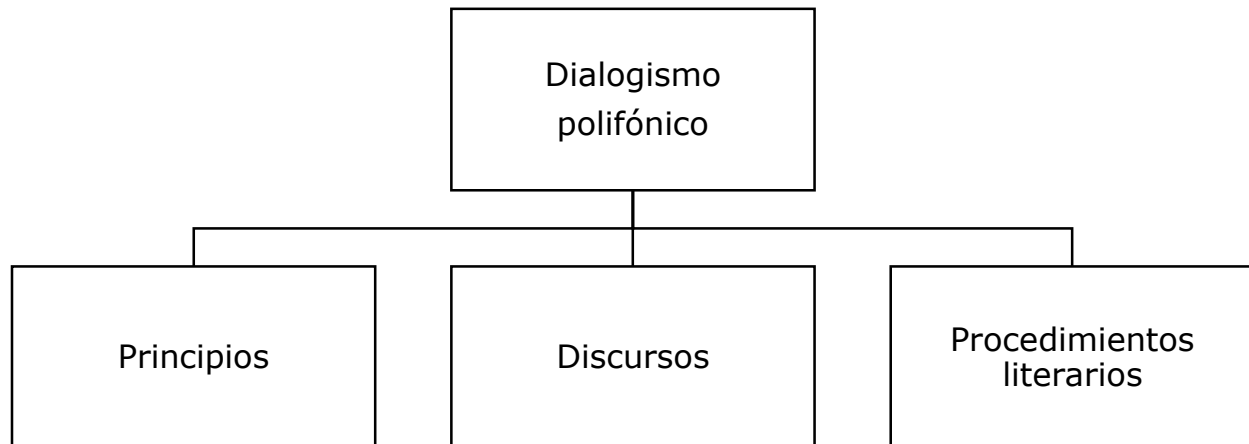 Dialogismo
polifónico
Principios
Discursos
Procedimientos
literarios